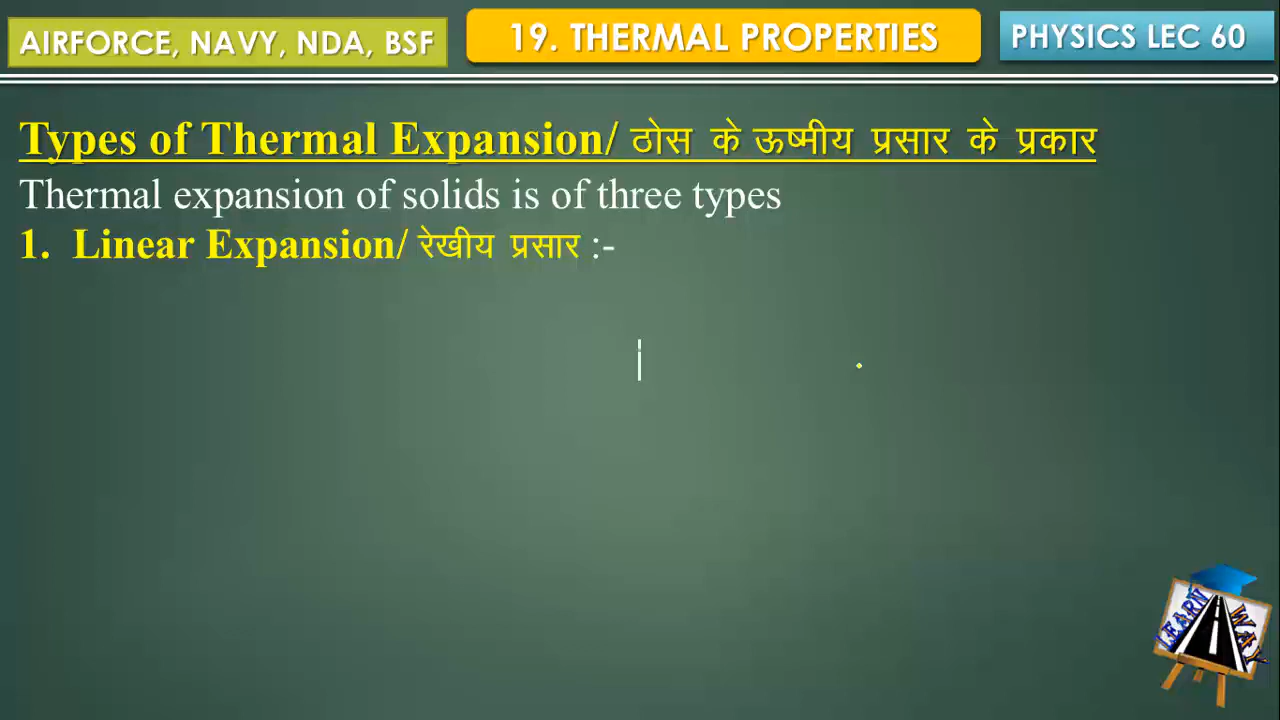 AIRFORCE, NAVY, NDA, BSF
19. THERMAL PROPERTIES
PHYSICS LEC 60
Types of Thermal Expansion/ ठोस के ऊष्मीय प्रसार के प्रकार
Thermal expansion of solids is of three types
1. Linear Expansion/ रेखीय प्रसार :-
LEARN WAY